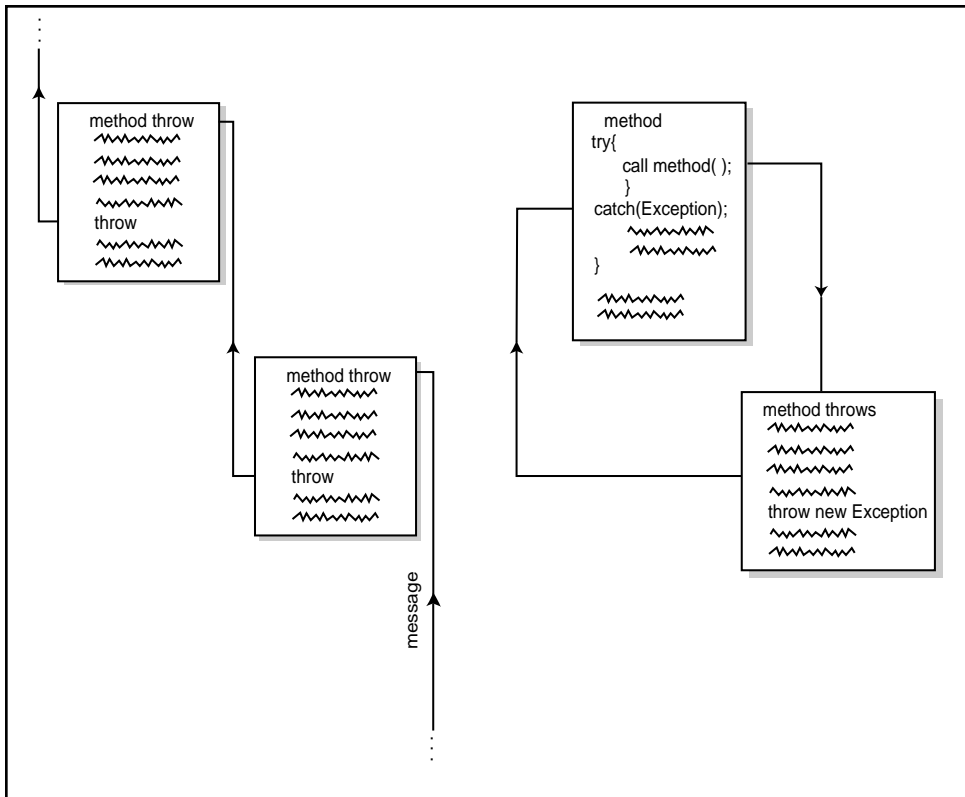 method throw
throw
method throw
throw
message
method
try{
call method( );
}
catch(Exception);
}
method throws
throw new Exception